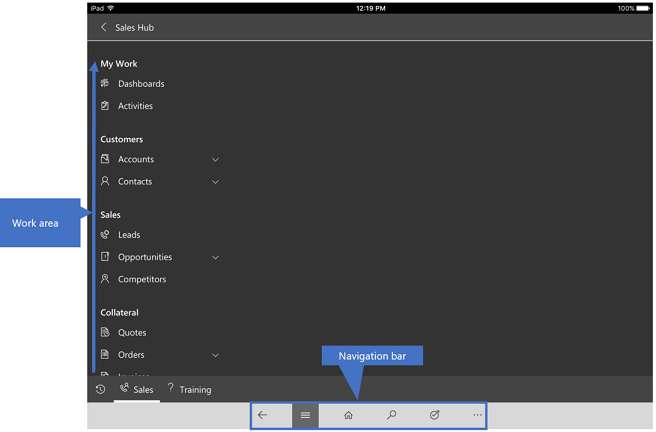 iPad 12:19 PM 100%
Sales Hub
My Work
Dashboards
Activities
Customers
Accounts
Contacts
Work area
Sales
Leads
Opportunities
Competitors
Collateral
Quotes
Orders
Navigation bar
Sales ? Training